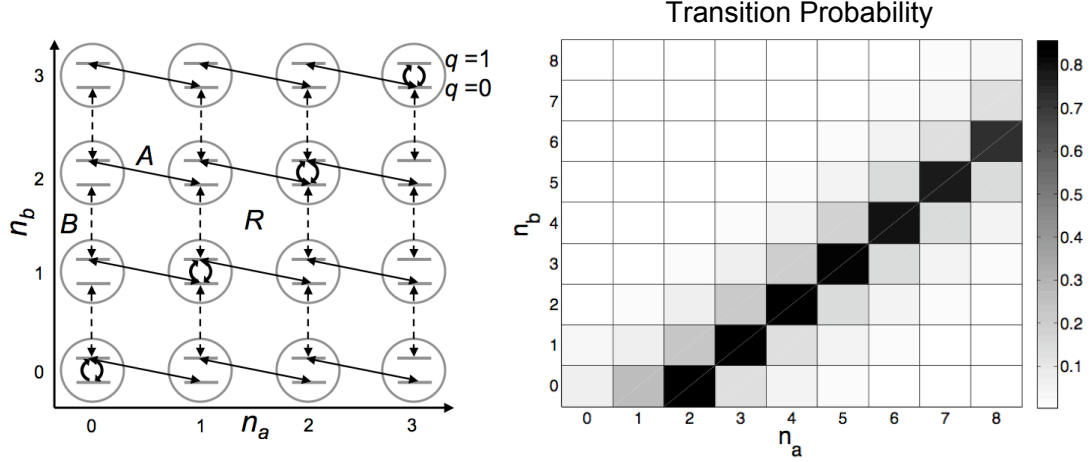 Transition Probability
3
q =1
q =0
A
2
n_b
B
R
1
0
0 1 2 3
n_a
8
7
6
5
4
3
2
1
0
n_b
0 1 2 3 4 5 6 7 8
n_a
0.8
0.7
0.6
0.5
0.4
0.3
0.2
0.1